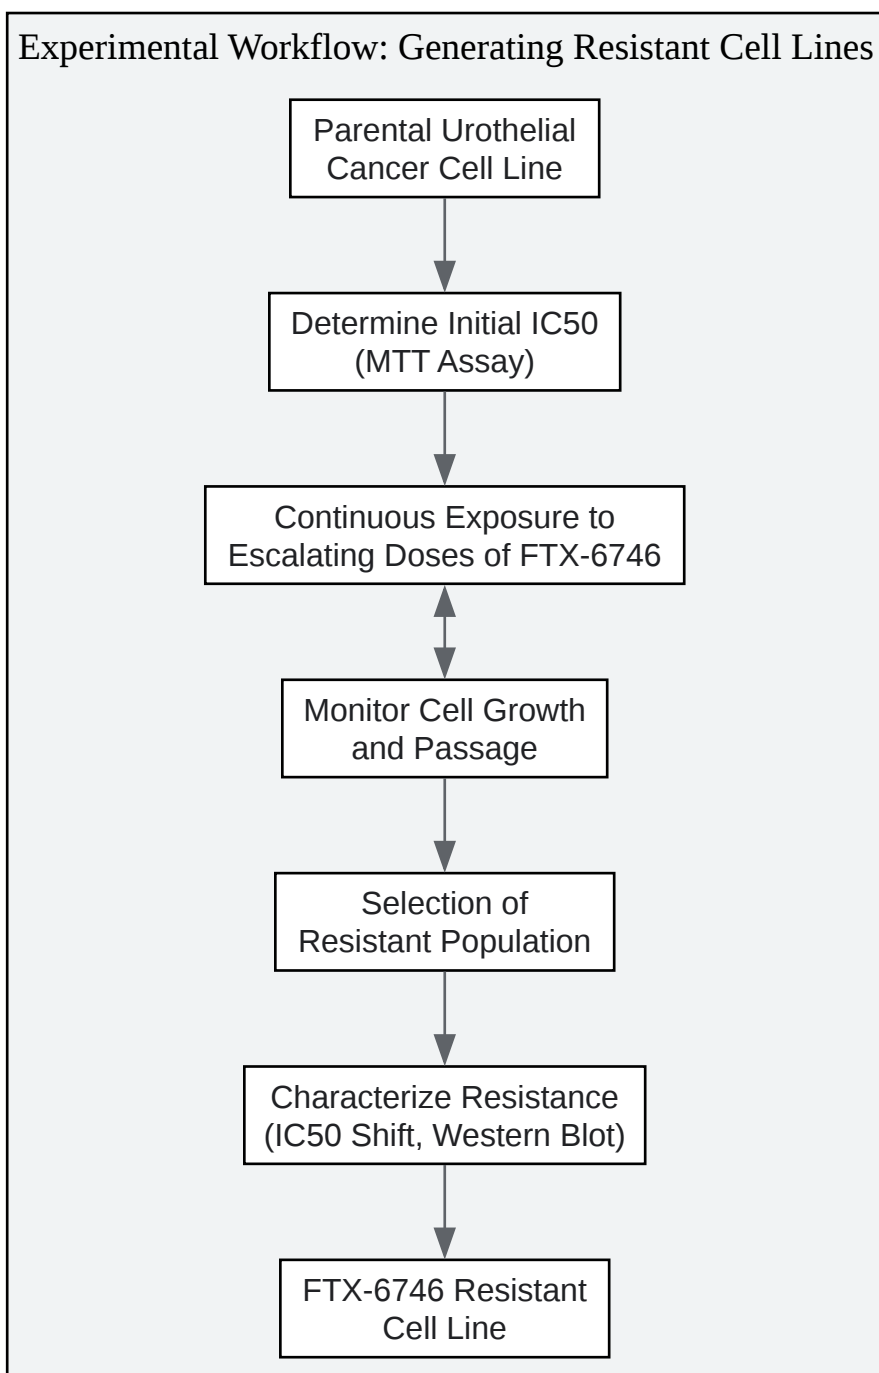 Experimental Workflow: Generating Resistant Cell Lines
Parental Urothelial
Cancer Cell Line
Determine Initial IC50
(MTT Assay)
Continuous Exposure to
Escalating Doses of FTX-6746
Monitor Cell Growth
and Passage
Selection of
Resistant Population
Characterize Resistance
(IC50 Shift, Western Blot)
FTX-6746 Resistant
Cell Line